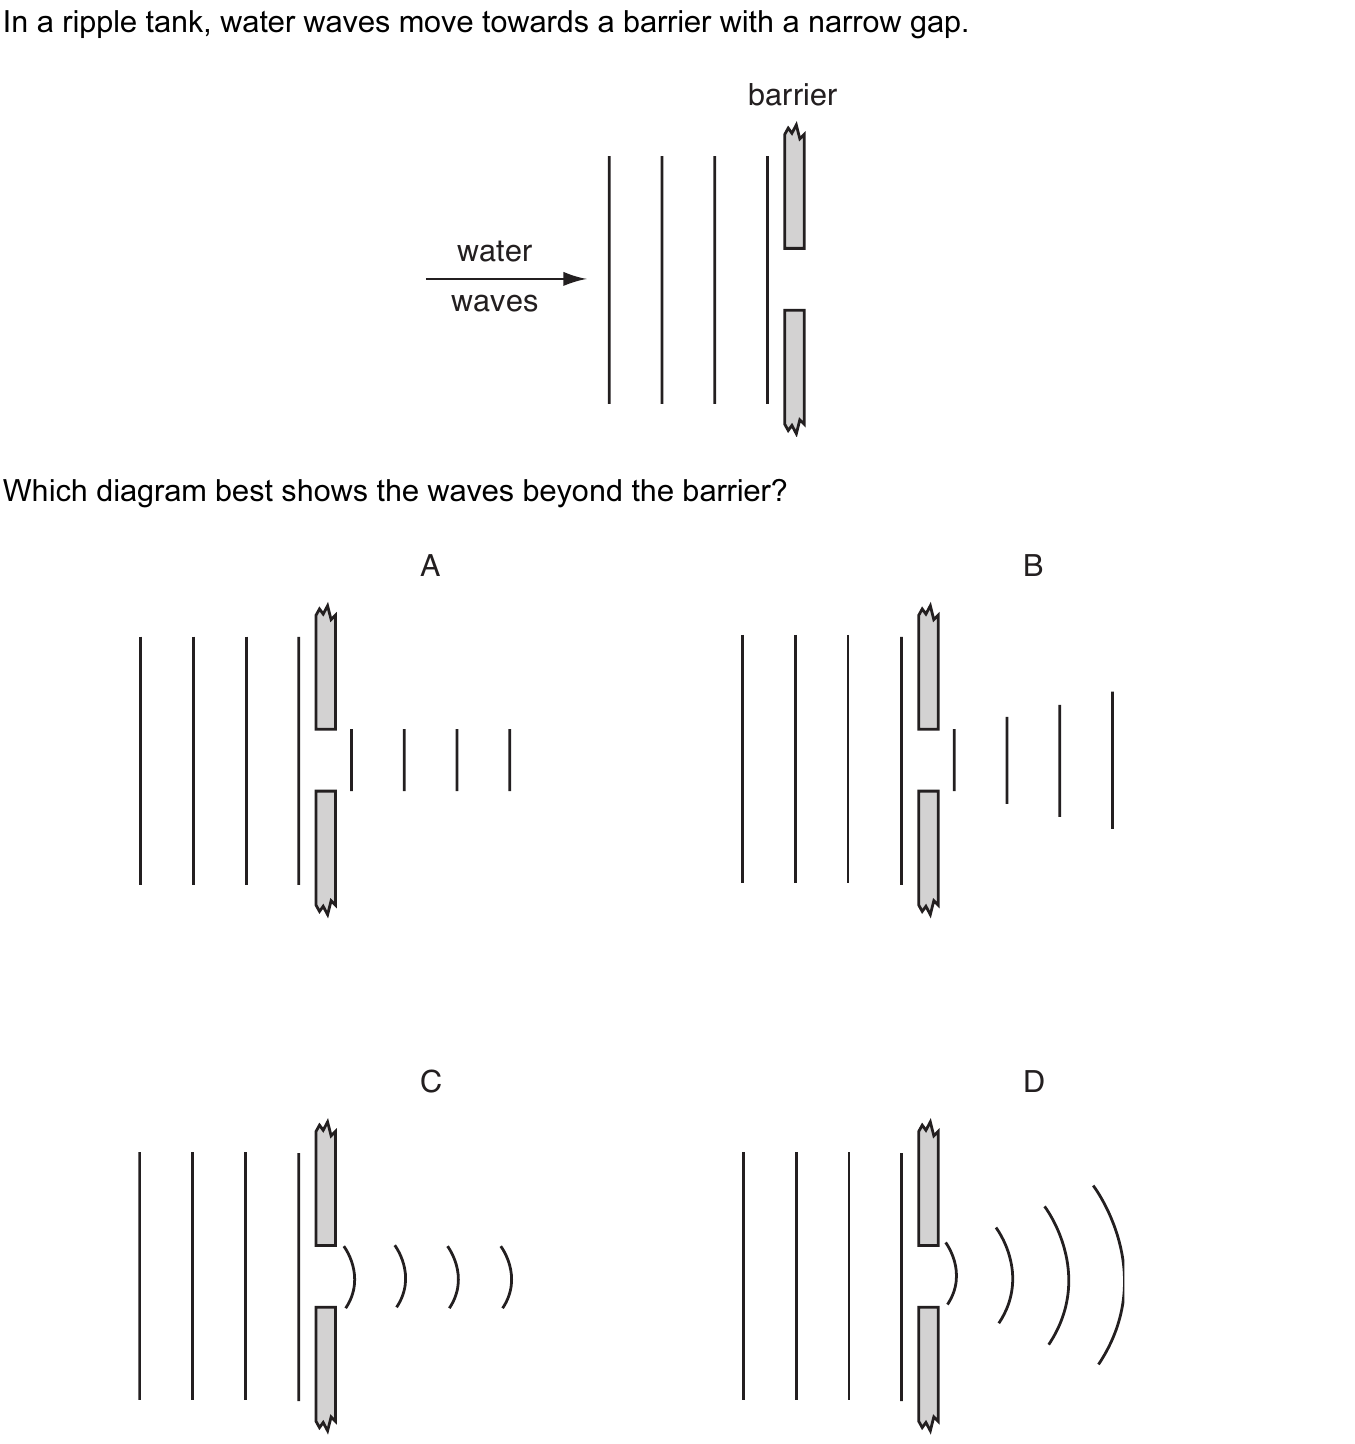 In a ripple tank, water waves move towards a barrier with a narrow gap.
barrier
water
waves
Which diagram best shows the waves beyond the barrier?
A
B
C
D